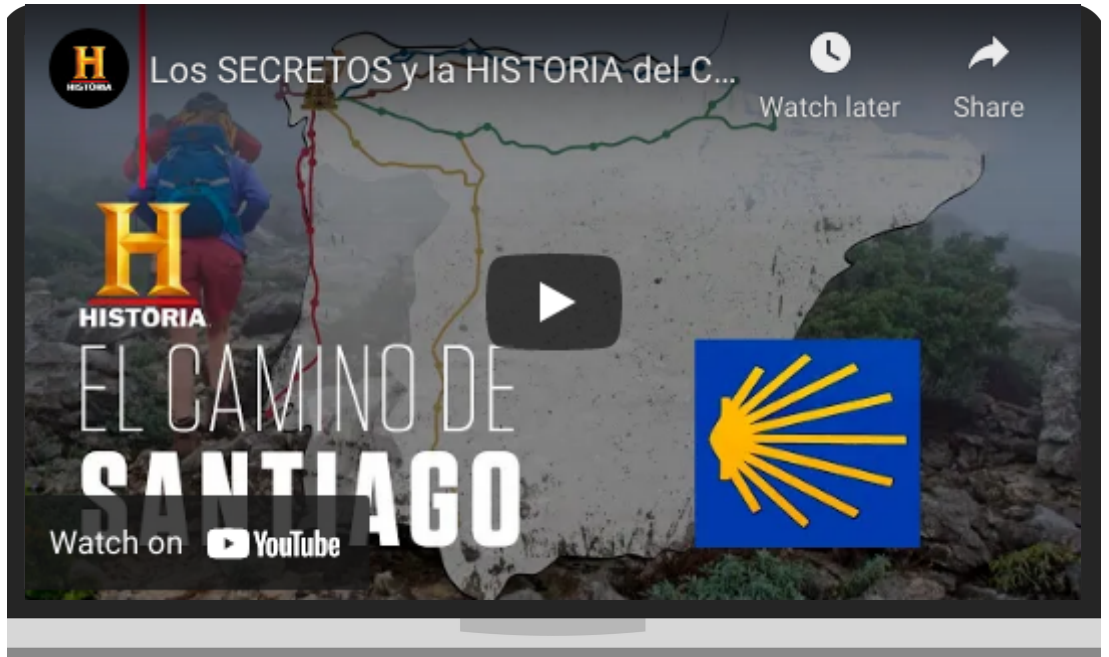 H
HISTORIA
Los SECRETOS y la HISTORIA del C...
Watch later
Share
H
HISTORIA
EL CAMINO DE
SANTIAGO
Watch on YouTube